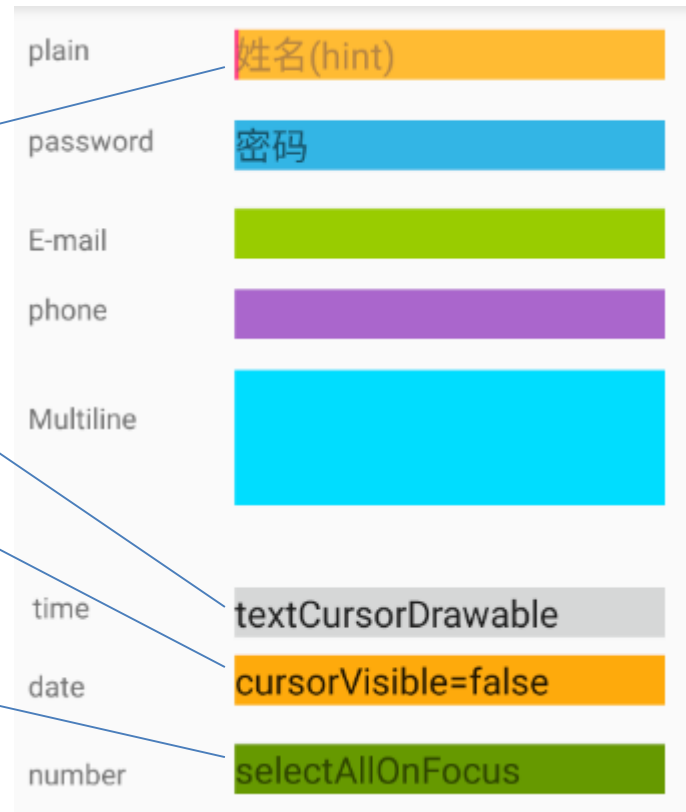 plain 姓名(hint)
password 密码
E-mail
phone
Multiline
time textCursorDrawable
date cursorVisible=false
number selectAllOnFocus